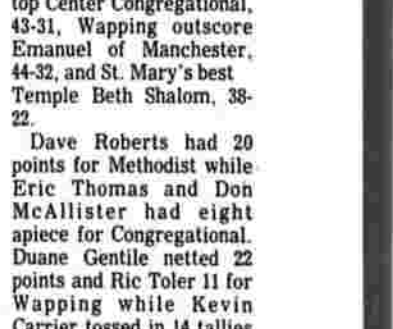 top Center Congregational,
43-31, Wapping outscore
Emanuel of Manchester,
44-32, and St. Mary's best
Temple Beth Shalom, 38-
22.
Dave Roberts had 20
points for Methodist while
Eric Thomas and Don
McAllister had eight
apiece for Congregational.
Duane Gentile netted 22
points and Ric Toler 11 for
Wapping while Kevin
Carrier tossed in 14 tallies